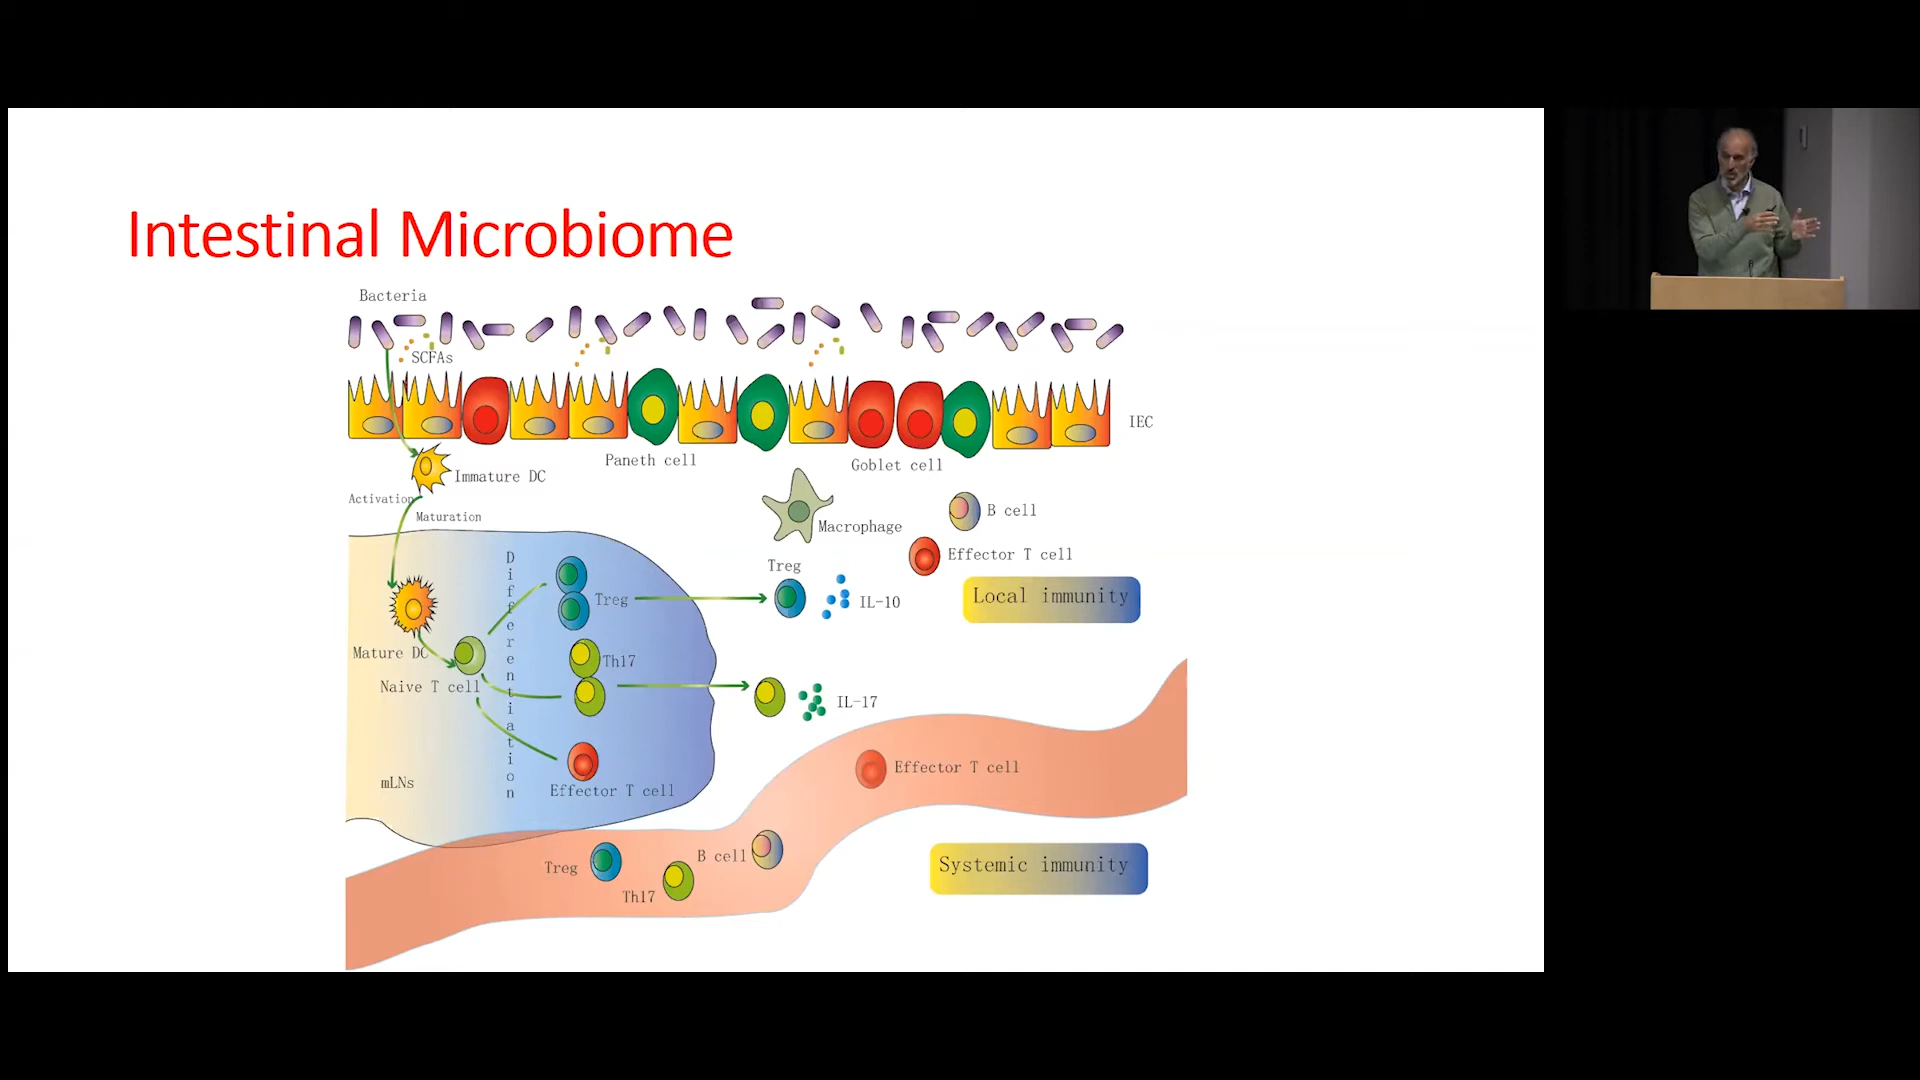 Intestinal Microbiome
Bacteria
SCFAs
IEC
Paneth cell
Goblet cell
Immature DC
Activation
Maturation
Macrophage
B cell
Effector T cell
Treg
IL-10
Local immunity
Differentiation
Treg
Th17
Mature DC
Naive T cell
IL-17
mLNs
Effector T cell
Effector T cell
Treg
Th17
B cell
Systemic immunity